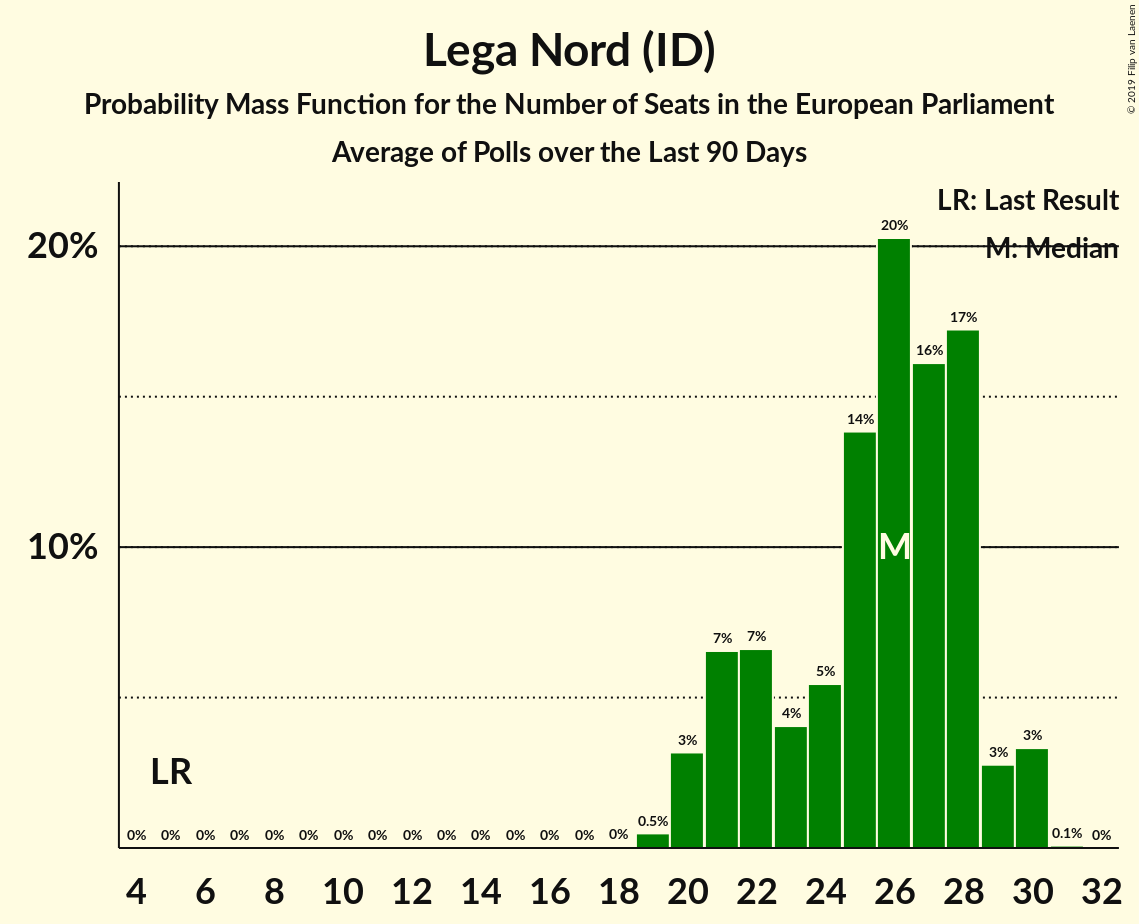 Lega Nord (ID)
Probability Mass Function for the Number of Seats in the European Parliament
Average of Polls over the Last 90 Days
© 2019 Filip van Laenen
LR: Last Result
M: Median
20%
10%
0% 0% 0% 0% 0% 0% 0% 0% 0% 0% 0% 0% 0% 0% 0% 0.5% 3% 7% 7% 4% 5% 14% 20% 16% 17% 3% 3% 0.1% 0%
LR
M
4 6 8 10 12 14 16 18 20 22 24 26 28 30 32